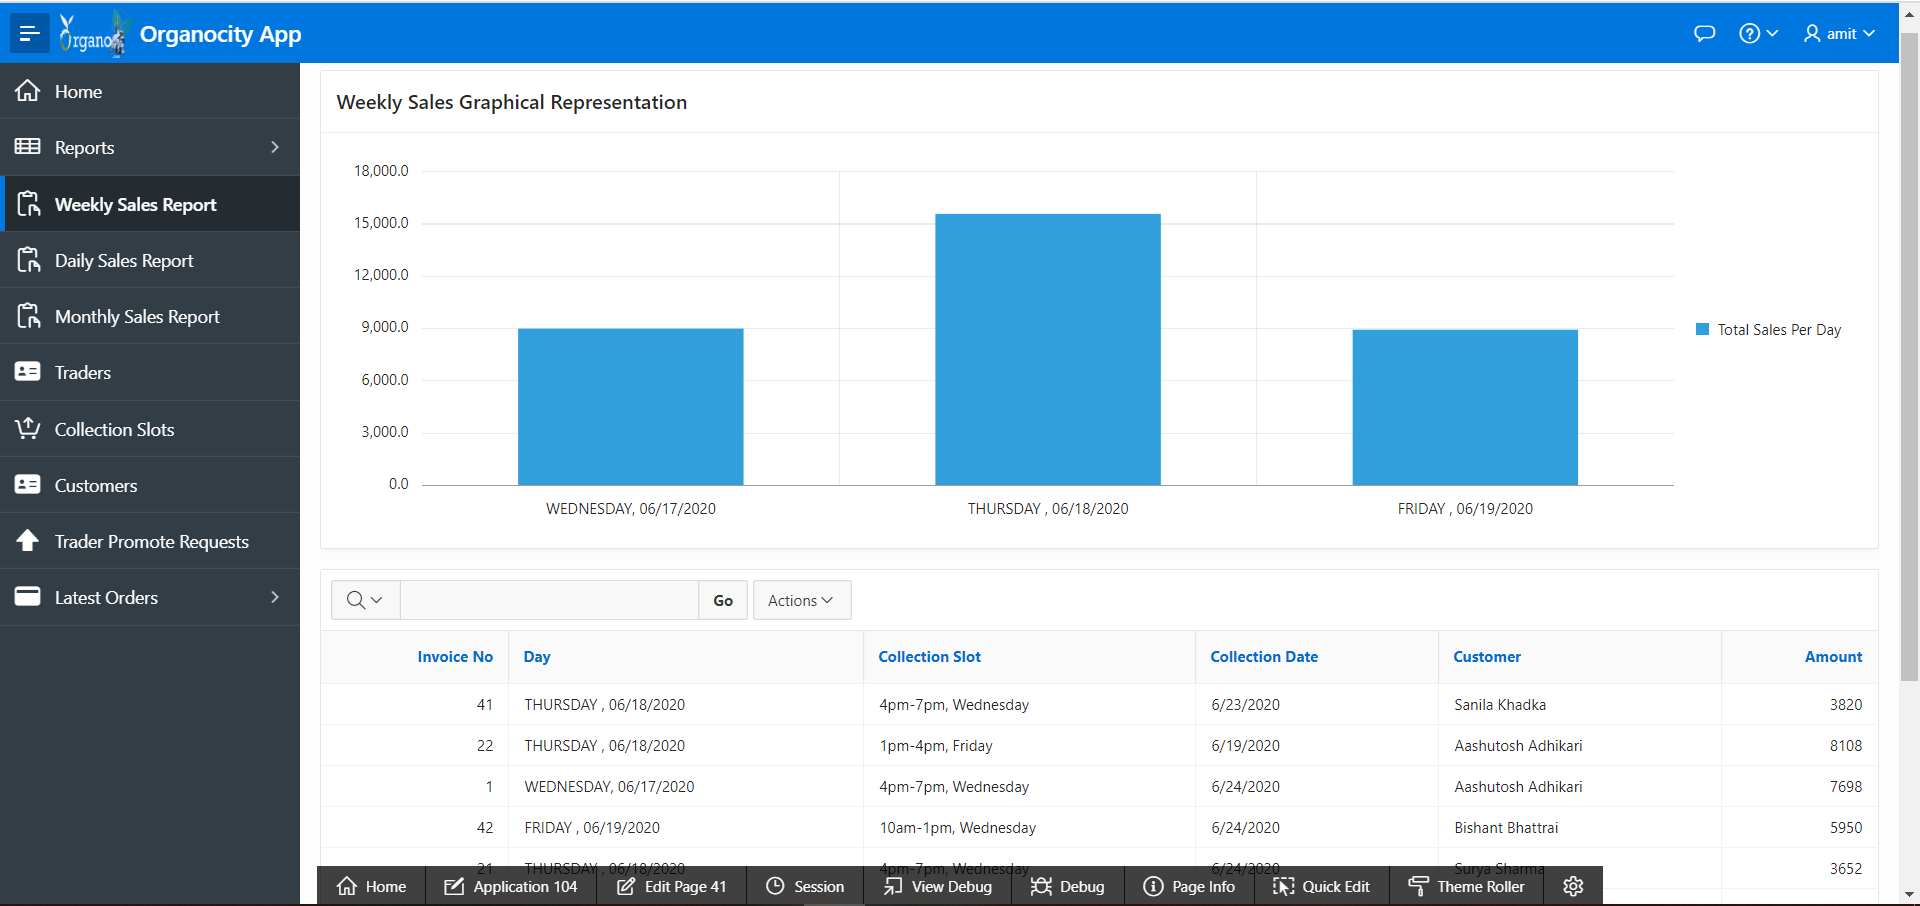 Organo
Organocity App
amit
Home
Reports
Weekly Sales Report
Daily Sales Report
Monthly Sales Report
Traders
Collection Slots
Customers
Trader Promote Requests
Latest Orders
Weekly Sales Graphical Representation
18,000.0
15,000.0
12,000.0
9,000.0
6,000.0
3,000.0
0.0
WEDNESDAY, 06/17/2020 THURSDAY , 06/18/2020 FRIDAY , 06/19/2020
Total Sales Per Day
Go Actions
Invoice No Day Collection Slot Collection Date Customer Amount
41 THURSDAY , 06/18/2020 4pm-7pm, Wednesday 6/23/2020 Sanila Khadka 3820
22 THURSDAY , 06/18/2020 1pm-4pm, Friday 6/19/2020 Aashutosh Adhikari 8108
1 WEDNESDAY, 06/17/2020 4pm-7pm, Wednesday 6/24/2020 Aashutosh Adhikari 7698
42 FRIDAY , 06/19/2020 10am-1pm, Wednesday 6/24/2020 Bishant Bhattrai 5950
21 THURSDAY , 06/18/2020 4pm-7pm, Wednesday 6/24/2020 Surya Sharma 3652
Home Application 104 Edit Page 41 Session View Debug Debug Page Info Quick Edit Theme Roller